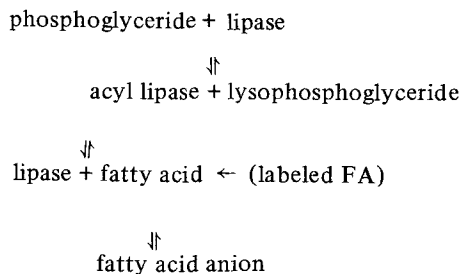 phosphoglyceride + lipase
⥯
acyl lipase + lysophosphoglyceride
⥯
lipase + fatty acid ← (labeled FA)
⥯
fatty acid anion